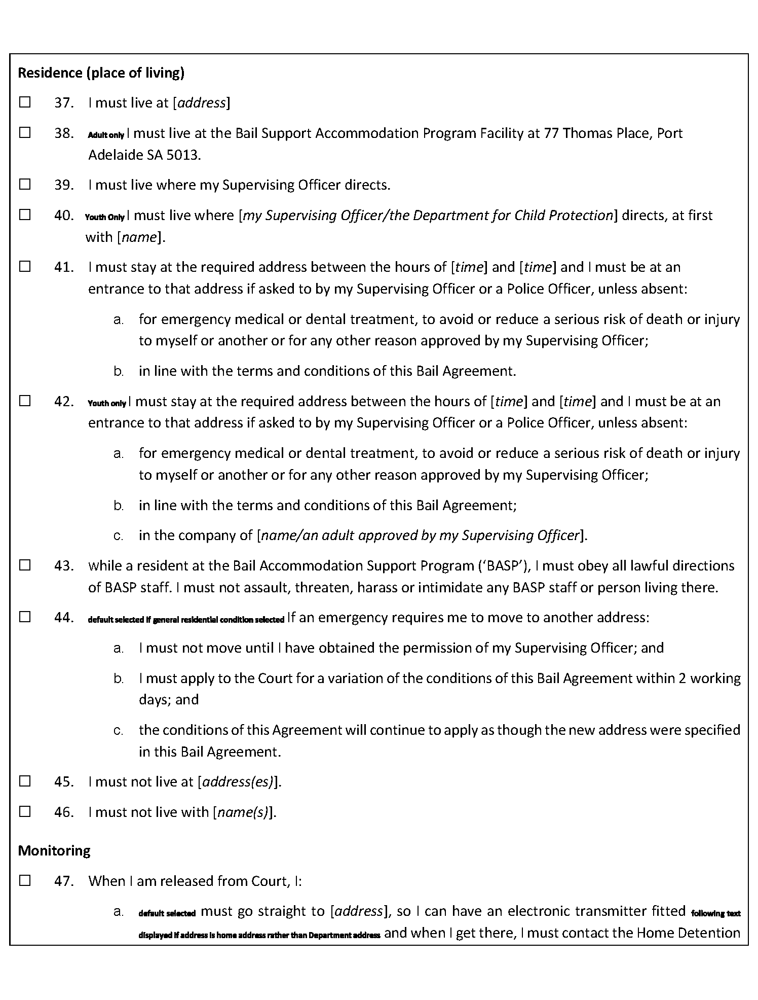 Residence (place of living)
☐ 37. I must live at [address]
☐ 38. Adult only I must live at the Bail Support Accommodation Program Facility at 77 Thomas Place, Port
Adelaide SA 5013.
☐ 39. I must live where my Supervising Officer directs.
☐ 40. Youth Only I must live where [my Supervising Officer/the Department for Child Protection] directs, at first
with [name].
☐ 41. I must stay at the required address between the hours of [time] and [time] and I must be at an
entrance to that address if asked to by my Supervising Officer or a Police Officer, unless absent:
a. for emergency medical or dental treatment, to avoid or reduce a serious risk of death or injury
to myself or another or for any other reason approved by my Supervising Officer;
b. in line with the terms and conditions of this Bail Agreement.
☐ 42. Youth only I must stay at the required address between the hours of [time] and [time] and I must be at an
entrance to that address if asked to by my Supervising Officer or a Police Officer, unless absent:
a. for emergency medical or dental treatment, to avoid or reduce a serious risk of death or injury
to myself or another or for any other reason approved by my Supervising Officer;
b. in line with the terms and conditions of this Bail Agreement;
c. in the company of [name/an adult approved by my Supervising Officer].
☐ 43. While a resident at the Bail Accommodation Support Program (‘BASP’), I must obey all lawful directions
of BASP staff. I must not assault, threaten, harass or intimidate any BASP staff or person living there.
☐ 44. default selected if general residential condition selected If an emergency requires me to move to another address:
a. I must not move until I have obtained the permission of my Supervising Officer; and
b. I must apply to the Court for a variation of the conditions of this Bail Agreement within 2 working
days; and
c. the conditions of this Agreement will continue to apply as though the new address were specified
in this Bail Agreement.
☐ 45. I must not live at [address(es)].
☐ 46. I must not live with [name(s)].
Monitoring
☐ 47. When I am released from Court, I:
a. default selected must go straight to [address], so I can have an electronic transmitter fitted following text
displayed if address is home address rather than Department address and when I get there, I must contact the Home Detention